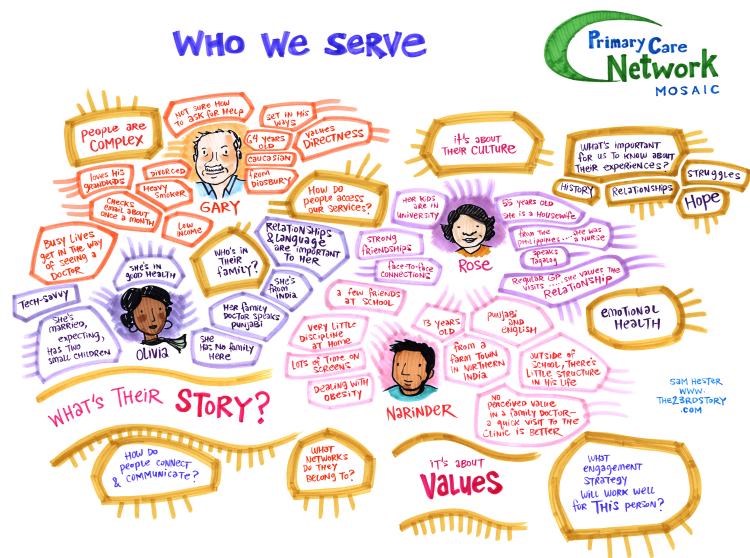 WHO WE SERVE
Primary Care
Network
MOSAIC
PEOPLE ARE
COMPLEX
NOT SURE HOW
TO ASK FOR HELP
SET IN HIS
WAYS
64 YEARS
OLD
VALUES
DIRECTNESS
CAUCASIAN
FROM
DIDSBURY
LOVES HIS
GRANDKIDS
DIVORCED
HEAVY
SMOKER
CHECKS
EMAIL ABOUT
ONCE A MONTH
LOW
INCOME
GARY
BUSY LIVES
GET IN THE WAY
OF SEEING A
DOCTOR
HOW DO
PEOPLE ACCESS
OUR SERVICES?
IT'S ABOUT
THEIR CULTURE
WHAT'S IMPORTANT
FOR US TO KNOW ABOUT
THEIR EXPERIENCES?
HISTORY
RELATIONSHIPS
STRUGGLES
HOPE
HER KIDS
ARE IN
UNIVERSITY
55 YEARS OLD
SHE IS A HOUSEWIFE
FROM THE
PHILIPPINES.... SHE WAS
A NURSE
SPEAKS
TAGALOG
STRONG
FRIENDSHIPS
FACE-TO-FACE
CONNECTIONS
REGULAR GP
VISITS .... SHE VALUES THE
RELATIONSHIP
ROSE
WHO'S IN
THEIR
FAMILY?
RELATIONSHIPS
& LANGUAGE
ARE IMPORTANT
TO HER
SHE'S IN
GOOD HEALTH
SHE'S
FROM
INDIA
TECH-SAVVY
SHE'S
MARRIED,
EXPECTING,
HAS TWO
SMALL CHILDREN
HER FAMILY
DOCTOR SPEAKS
PUNJABI
SHE
HAS NO FAMILY
HERE
OLIVIA
A FEW FRIENDS
AT SCHOOL
VERY LITTLE
DISCIPLINE
AT HOME
LOTS OF TIME ON
SCREENS
DEALING WITH
OBESITY
13 YEARS
OLD
PUNJABI
AND
ENGLISH
FROM A
FARM TOWN
IN NORTHERN
INDIA
OUTSIDE OF
SCHOOL, THERE'S
LITTLE STRUCTURE
IN HIS LIFE
NO
PERCEIVED VALUE
IN A FAMILY DOCTOR—
A QUICK VISIT TO THE
CLINIC IS BETTER
NARINDER
EMOTIONAL
HEALTH
SAM HESTER
WWW.
THE23RDSTORY
.COM
WHAT'S THEIR STORY?
HOW DO
PEOPLE CONNECT
& COMMUNICATE?
WHAT
NETWORKS
DO THEY
BELONG TO?
IT'S ABOUT
VALUES
WHAT
ENGAGEMENT
STRATEGY
WILL WORK WELL
FOR THIS PERSON?